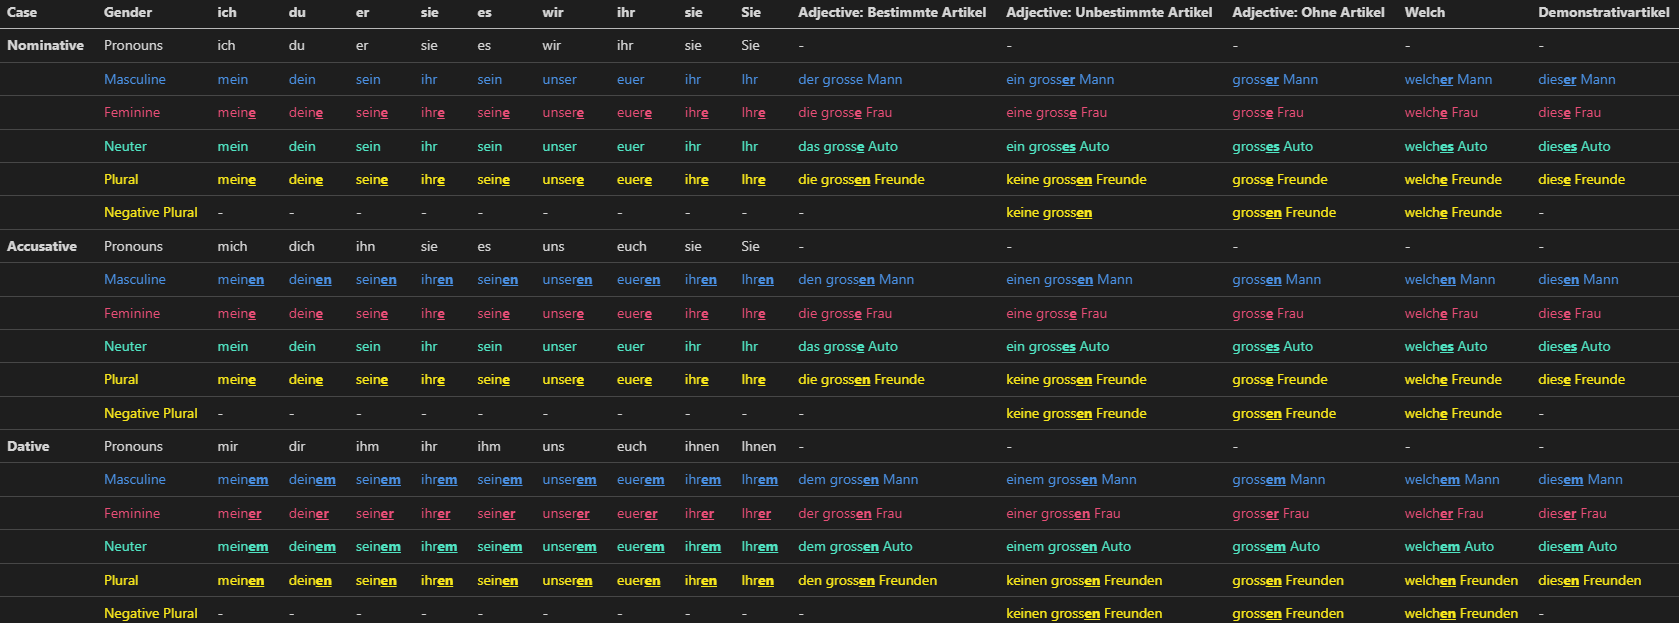 Case Gender ich du er sie es wir ihr sie Sie Adjective: Bestimmte Artikel Adjective: Unbestimmte Artikel Adjective: Ohne Artikel Welch Demonstrativartikel
Nominative Pronouns ich du er sie es wir ihr sie Sie - - - - -
Masculine mein dein sein ihr sein unser euer ihr Ihr der grosse Mann ein grosser Mann grosser Mann welcher Mann dieser Mann
Feminine meine deine seine ihre seine unsere euere ihre Ihre die grosse Frau eine grosse Frau grosse Frau welche Frau diese Frau
Neuter mein dein sein ihr sein unser euer ihr Ihr das grosse Auto ein grosses Auto grosses Auto welches Auto dieses Auto
Plural meine deine seine ihre seine unsere euere ihre Ihre die grossen Freunde keine grossen Freunde grosse Freunde welche Freunde diese Freunde
Negative Plural - - - - - - - - - - keine grossen grossen Freunde welche Freunde -
Accusative Pronouns mich dich ihn sie es uns euch sie Sie - - - - -
Masculine meinen deinen seinen ihren seinen unseren eueren ihren Ihren den grossen Mann einen grossen Mann grossen Mann welchen Mann diesen Mann
Feminine meine deine seine ihre seine unsere euere ihre Ihre die grosse Frau eine grosse Frau grosse Frau welche Frau diese Frau
Neuter mein dein sein ihr sein unser euer ihr Ihr das grosse Auto ein grosses Auto grosses Auto welches Auto dieses Auto
Plural meine deine seine ihre seine unsere euere ihre Ihre die grossen Freunde keine grossen Freunde grosse Freunde welche Freunde diese Freunde
Negative Plural - - - - - - - - - - keine grossen Freunde grossen Freunde welche Freunde -
Dative Pronouns mir dir ihm ihr ihm uns euch ihnen Ihnen - - - - -
Masculine meinem deinem seinem ihrem seinem unserem euerem ihrem Ihrem dem grossen Mann einem grossen Mann grossem Mann welchem Mann diesem Mann
Feminine meiner deiner seiner ihrer seiner unserer euerer ihrer Ihrer der grossen Frau einer grossen Frau grosser Frau welcher Frau dieser Frau
Neuter meinem deinem seinem ihrem seinem unserem euerem ihrem Ihrem dem grossen Auto einem grossen Auto grossem Auto welchem Auto diesem Auto
Plural meinen deinen seinen ihren seinen unseren eueren ihren Ihren den grossen Freunden keinen grossen Freunden grossen Freunden welchen Freunden diesen Freunden
Negative Plural - - - - - - - - - - keinen grossen Freunden grossen Freunden welchen Freunden -